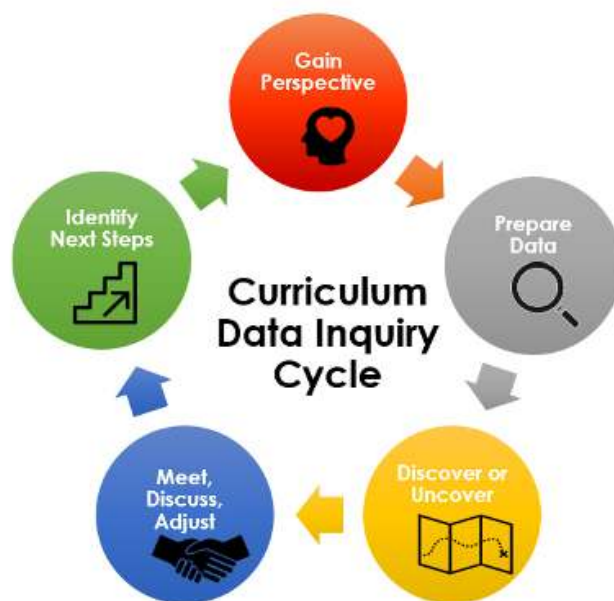 Gain
Perspective
Prepare
Data
Discover or
Uncover
Meet,
Discuss,
Adjust
Identify
Next Steps
Curriculum
Data Inquiry
Cycle